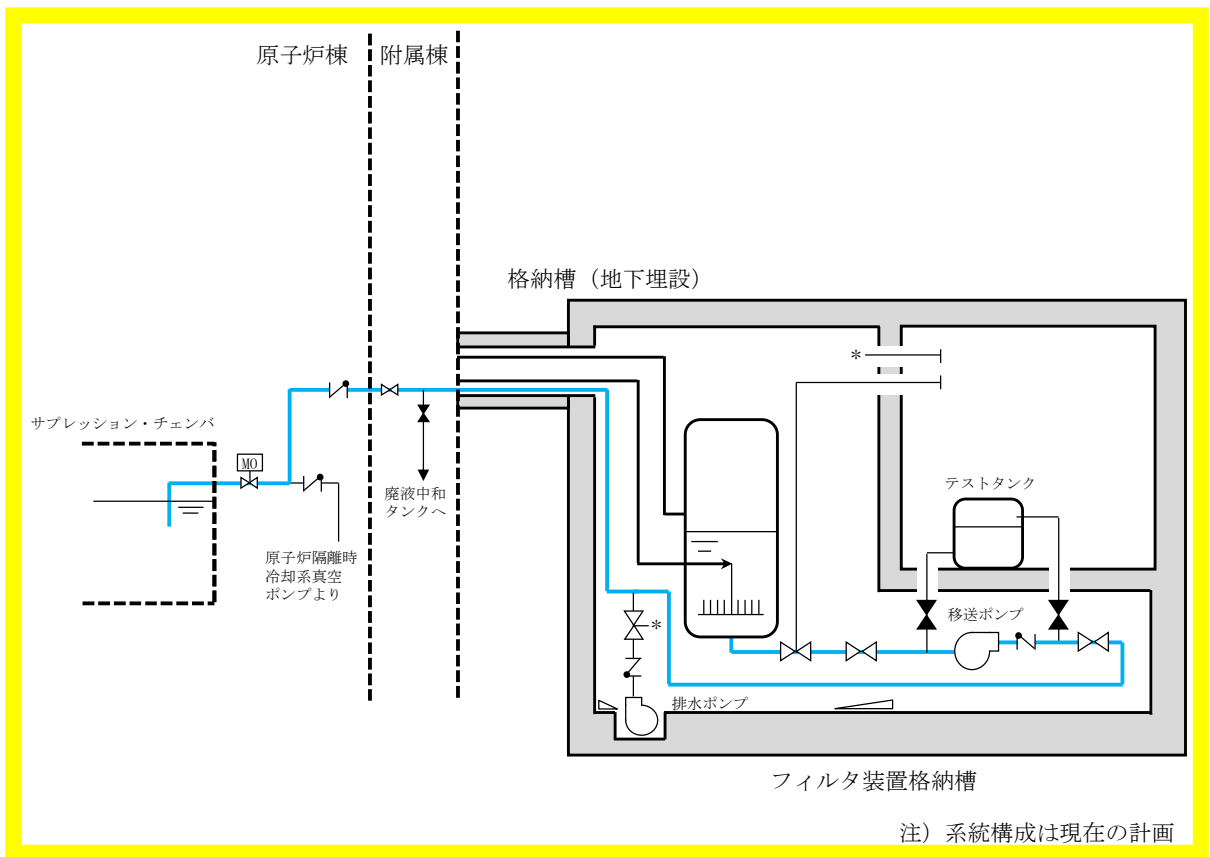 原子炉棟
附属棟
格納槽（地下埋設）
*
サプレッション・チェンバ
MO
廃液中和
タンクへ
テストタンク
原子炉隔離時
冷却系真空
ポンプより
移送ポンプ
*
排水ポンプ
フィルタ装置格納槽
注）系統構成は現在の計画